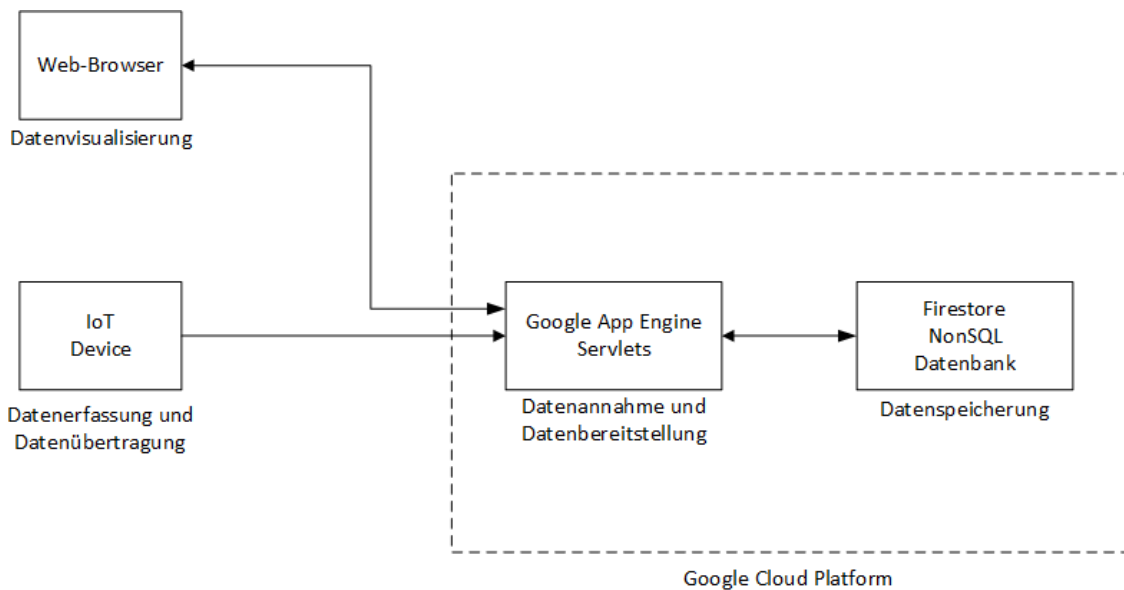 Web-Browser
Datenvisualisierung
IoT
Device
Datenerfassung und
Datenübertragung
Google App Engine
Servlets
Datenannahme und
Datenbereitstellung
Firestore
NonSQL
Datenbank
Datenspeicherung
Google Cloud Platform